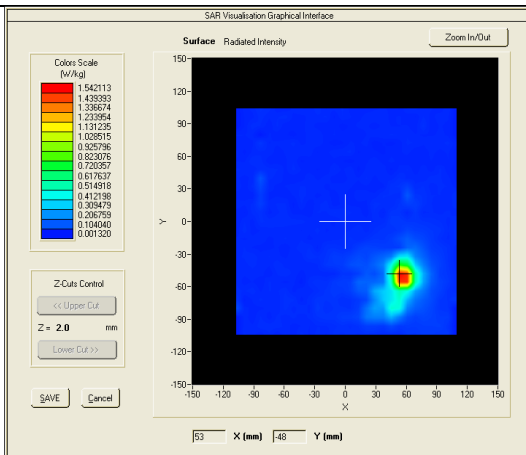 SAR Visualisation Graphical Interface
Surface Radiated Intensity
Zoom In/Out
Colors Scale
(W/kg)
1.542113
1.439393
1.336674
1.233954
1.131235
1.028515
0.925796
0.823076
0.720357
0.617637
0.514918
0.412198
0.309479
0.206759
0.104040
0.001320
150-
120-
90-
60-
30-
0-
-30-
-60-
-90-
-120-
-150-
Y
-150 -120 -90 -60 -30 0 30 60 90 120 150
X
Z-Cuts Control
<< Upper Cut
Z = 2.0 mm
Lower Cut >>
SAVE Cancel
53 X (mm) -48 Y (mm)